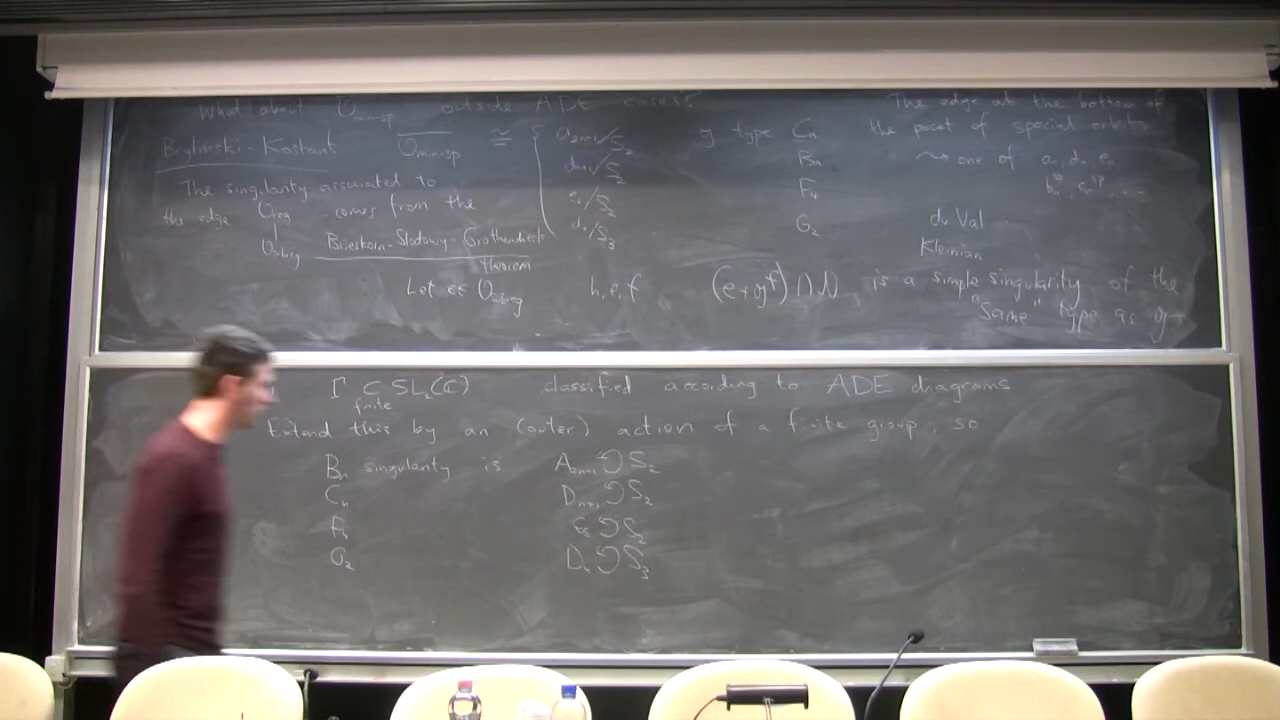 What about O_min-sp outside ADE cases?
Brylinski-Kostant
O_min-sp ≅ { a_2n-1/S_2
d_n+1/S_2
e_6/S_2
d_4/S_3
g type C_n
B_n
F_4
G_2
The edge at the bottom of
the poset of special orbits
⇝ one of a_n, d_n, e_n
The singularity associated to
the edge O_reg comes from the
O_subreg Brieskorn-Slodowy-Grothendieck
theorem
du Val
Kleinian
Let e ∈ O_subreg h, e, f (e + g^f) ∩ N is a simple singularity of the
"same" type as g
Γ ⊂ SL_2(C) classified according to ADE diagrams
finite
Extend this by an (outer) action of a finite group, so
B_n singularity is A_2n-1 ↺ S_2
C_n D_n+1 ↺ S_2
F_4 E_6 ↺ S_2
G_2 D_4 ↺ S_3